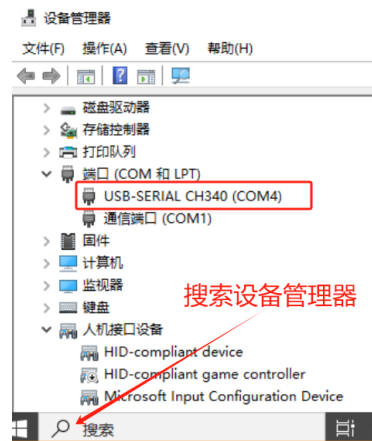 设备管理器
文件(F) 操作(A) 查看(V) 帮助(H)
磁盘驱动器
存储控制器
打印队列
端口 (COM 和 LPT)
USB-SERIAL CH340 (COM4)
通信端口 (COM1)
固件
计算机
监视器
搜索设备管理器
键盘
人机接口设备
HID-compliant device
HID-compliant game controller
Microsoft Input Configuration Device
搜索